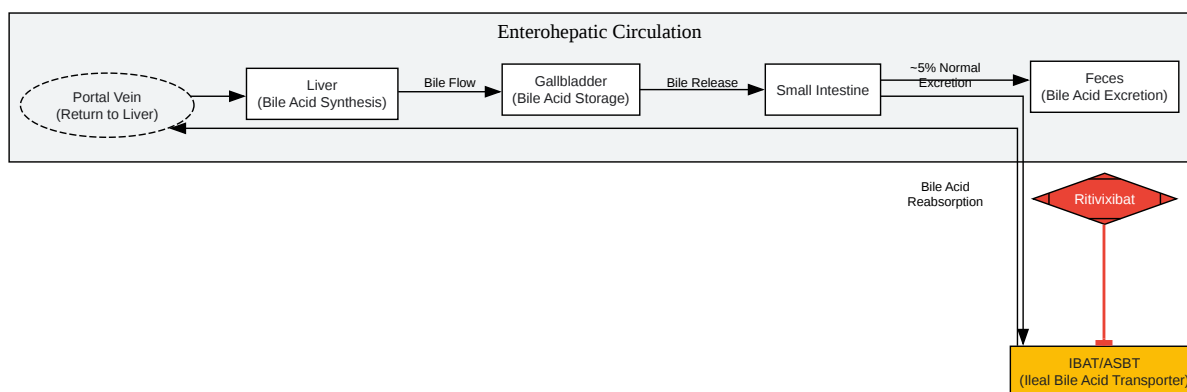 Enterohepatic Circulation
Portal Vein
(Return to Liver)
Liver
(Bile Acid Synthesis)
Bile Flow
Gallbladder
(Bile Acid Storage)
Bile Release
Small Intestine
~5% Normal
Excretion
Feces
(Bile Acid Excretion)
Bile Acid
Reabsorption
Ritivixibat
IBAT/ASBT
(Ileal Bile Acid Transporter)